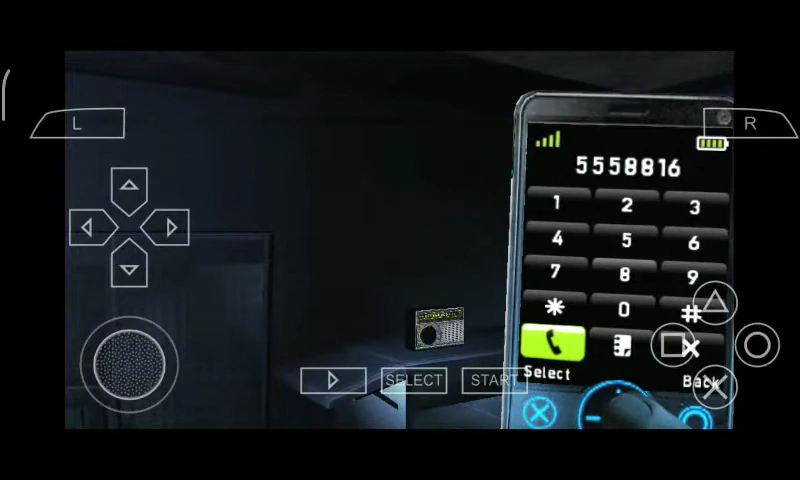 L
R
5558816
1 2 3
4 5 6
7 8 9
* 0 #
Select
Back
SELECT START